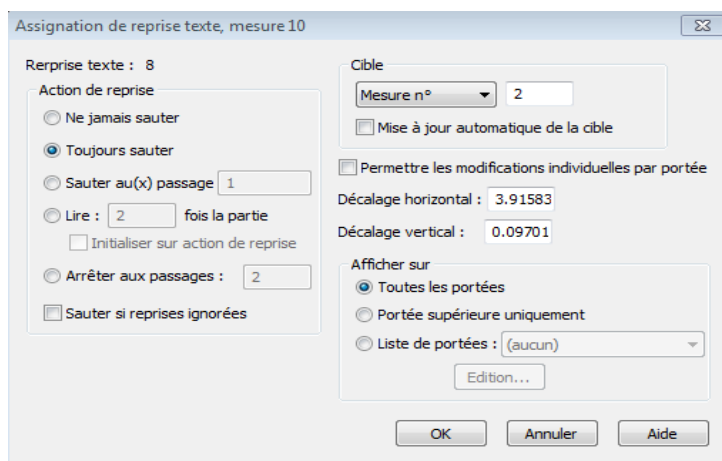 Assignation de reprise texte, mesure 10
Rerprise texte : 8
Action de reprise
Ne jamais sauter
Toujours sauter
Sauter au(x) passage 1
Lire : 2 fois la partie
Initialiser sur action de reprise
Arrêter aux passages : 2
Sauter si reprises ignorées
Cible
Mesure n° 2
Mise à jour automatique de la cible
Permettre les modifications individuelles par portée
Décalage horizontal : 3.91583
Décalage vertical : 0.09701
Afficher sur
Toutes les portées
Portée supérieure uniquement
Liste de portées : (aucun)
Edition...
OK Annuler Aide